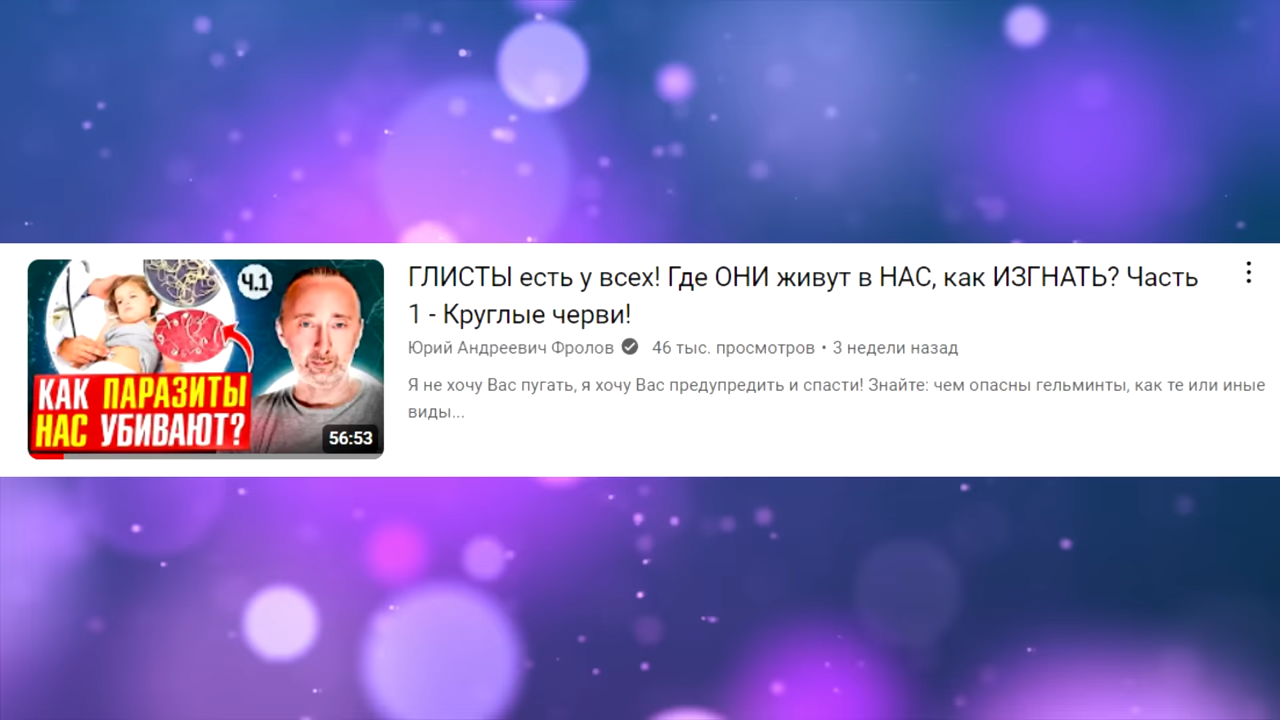 Ч.1
КАК ПАРАЗИТЫ
НАС УБИВАЮТ?
56:53
ГЛИСТЫ есть у всех! Где ОНИ живут в НАС, как ИЗГНАТЬ? Часть
1 - Круглые черви!
Юрий Андреевич Фролов 46 тыс. просмотров • 3 недели назад
Я не хочу Вас пугать, я хочу Вас предупредить и спасти! Знайте: чем опасны гельминты, как те или иные
виды...